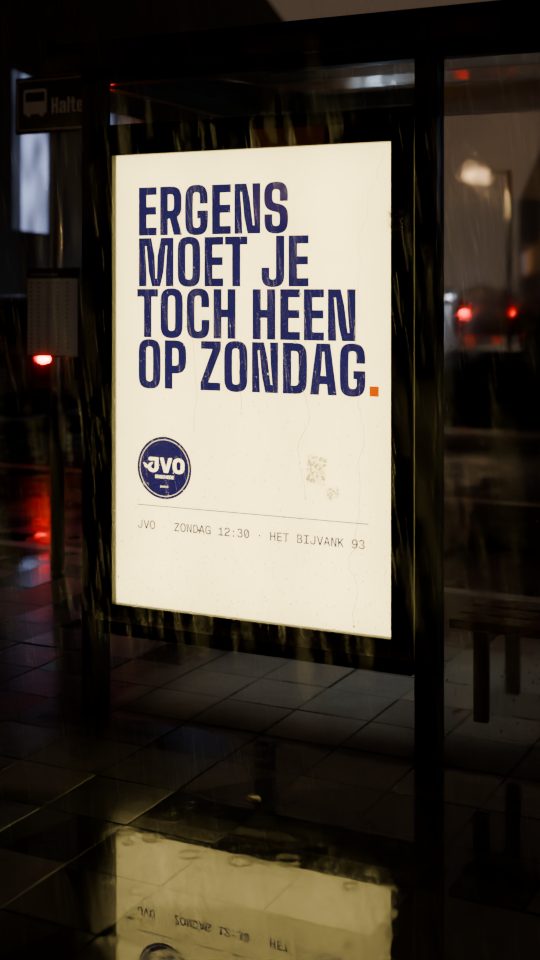 Halte
ERGENS
MOET JE
TOCH HEEN
OP ZONDAG.
JVO
JVO · ZONDAG 12:30 · HET BIJVANK 93